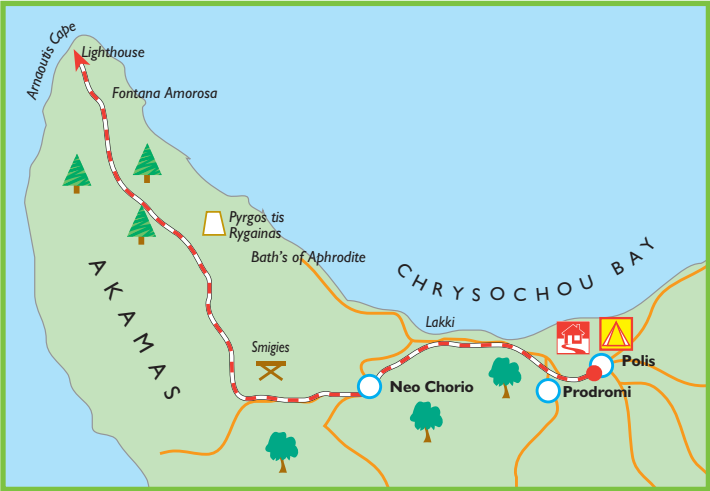 Arnaoutis Cape
Lighthouse
Fontana Amorosa
Pyrgos tis
Rygainas
Bath's of Aphrodite
CHRYSOCHOU BAY
AKAMAS
Lakki
Smigies
Polis
Neo Chorio
Prodromi